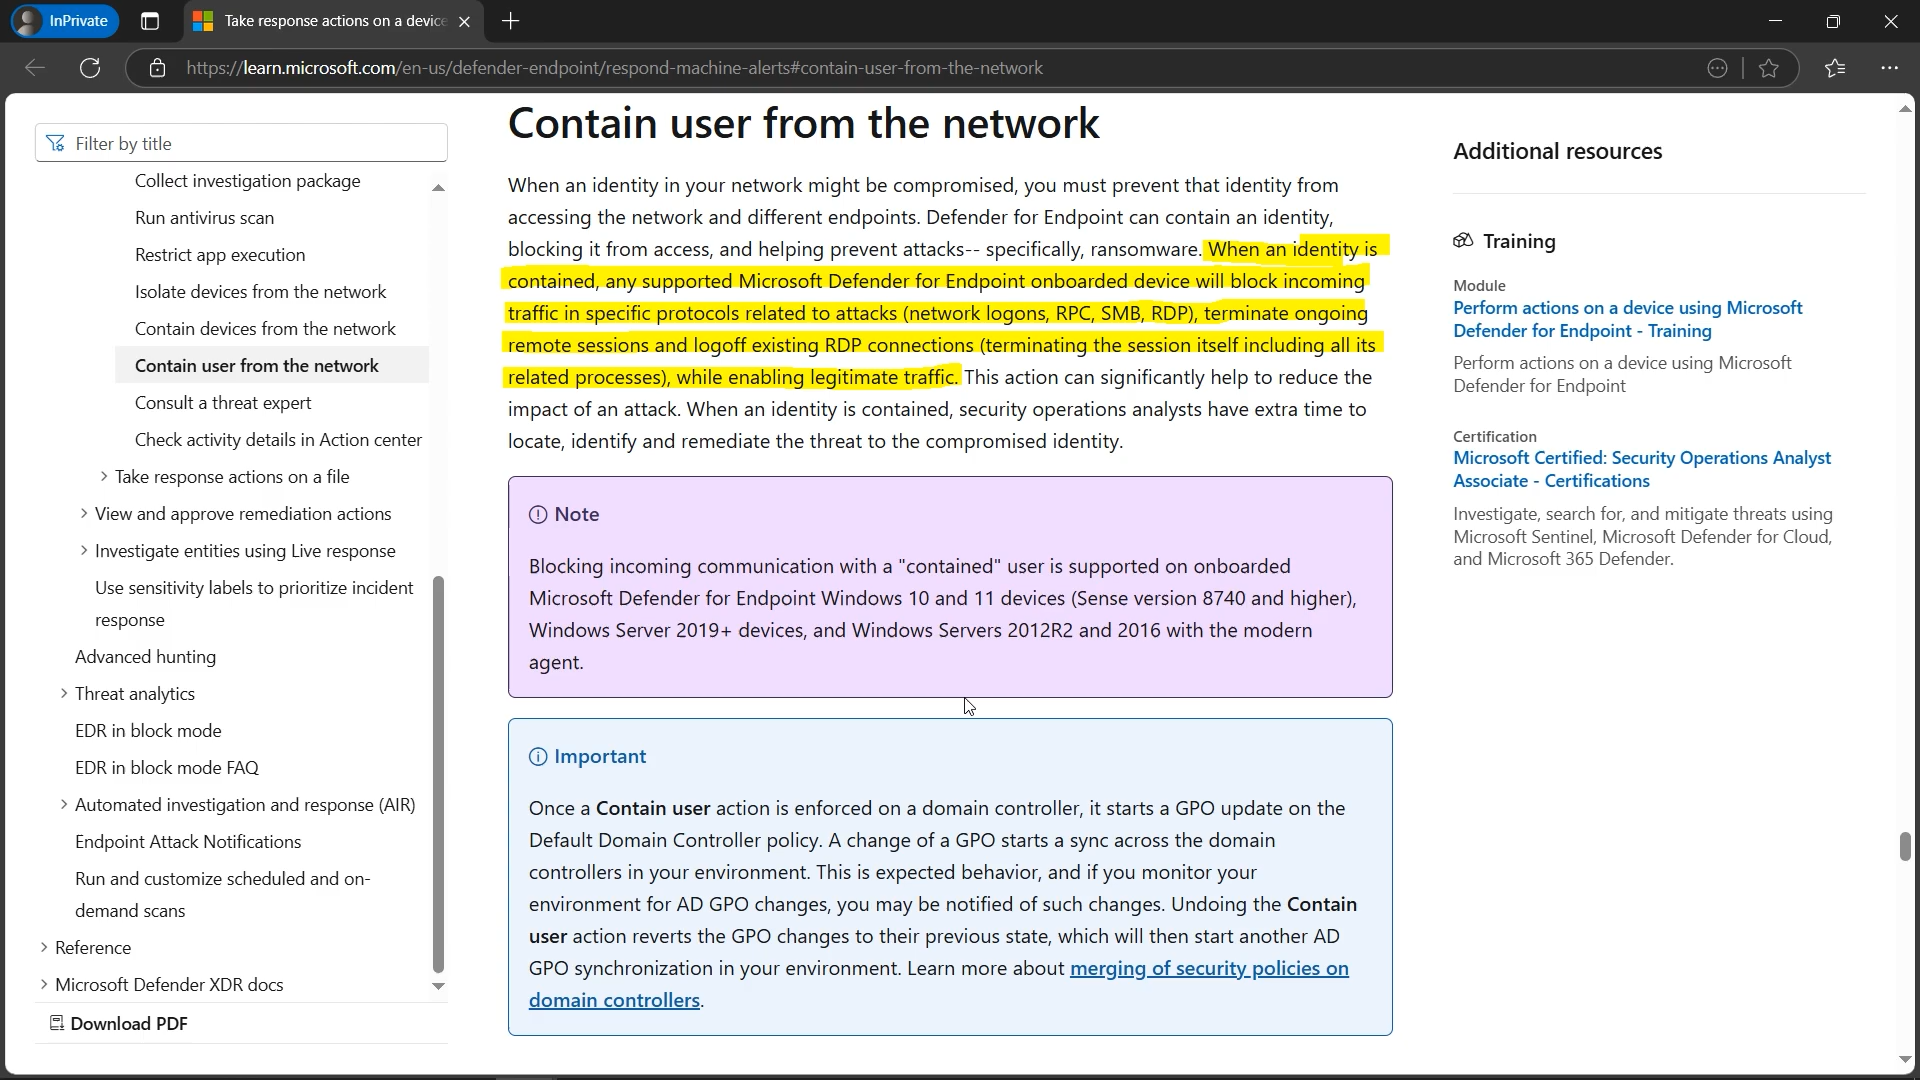 InPrivate
Take response actions on a device
https://learn.microsoft.com/en-us/defender-endpoint/respond-machine-alerts#contain-user-from-the-network
Filter by title
Collect investigation package
Run antivirus scan
Restrict app execution
Isolate devices from the network
Contain devices from the network
Contain user from the network
Consult a threat expert
Check activity details in Action center
Take response actions on a file
View and approve remediation actions
Investigate entities using Live response
Use sensitivity labels to prioritize incident
response
Advanced hunting
Threat analytics
EDR in block mode
EDR in block mode FAQ
Automated investigation and response (AIR)
Endpoint Attack Notifications
Run and customize scheduled and on-
demand scans
Reference
Microsoft Defender XDR docs
Download PDF
Contain user from the network
When an identity in your network might be compromised, you must prevent that identity from
accessing the network and different endpoints. Defender for Endpoint can contain an identity,
blocking it from access, and helping prevent attacks-- specifically, ransomware. When an identity is
contained, any supported Microsoft Defender for Endpoint onboarded device will block incoming
traffic in specific protocols related to attacks (network logons, RPC, SMB, RDP), terminate ongoing
remote sessions and logoff existing RDP connections (terminating the session itself including all its
related processes), while enabling legitimate traffic. This action can significantly help to reduce the
impact of an attack. When an identity is contained, security operations analysts have extra time to
locate, identify and remediate the threat to the compromised identity.
Note
Blocking incoming communication with a "contained" user is supported on onboarded
Microsoft Defender for Endpoint Windows 10 and 11 devices (Sense version 8740 and higher),
Windows Server 2019+ devices, and Windows Servers 2012R2 and 2016 with the modern
agent.
Important
Once a Contain user action is enforced on a domain controller, it starts a GPO update on the
Default Domain Controller policy. A change of a GPO starts a sync across the domain
controllers in your environment. This is expected behavior, and if you monitor your
environment for AD GPO changes, you may be notified of such changes. Undoing the Contain
user action reverts the GPO changes to their previous state, which will then start another AD
GPO synchronization in your environment. Learn more about merging of security policies on
domain controllers.
Additional resources
Training
Module
Perform actions on a device using Microsoft
Defender for Endpoint - Training
Perform actions on a device using Microsoft
Defender for Endpoint
Certification
Microsoft Certified: Security Operations Analyst
Associate - Certifications
Investigate, search for, and mitigate threats using
Microsoft Sentinel, Microsoft Defender for Cloud,
and Microsoft 365 Defender.